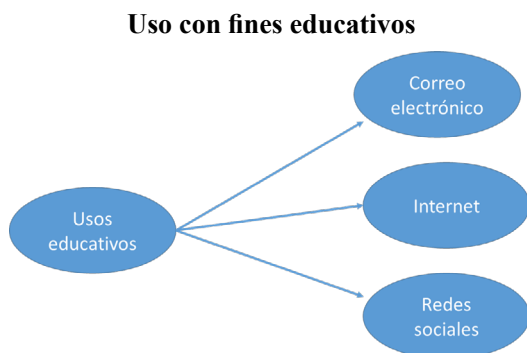 Uso con fines educativos
Correo
electrónico
Usos
educativos
Internet
Redes
sociales